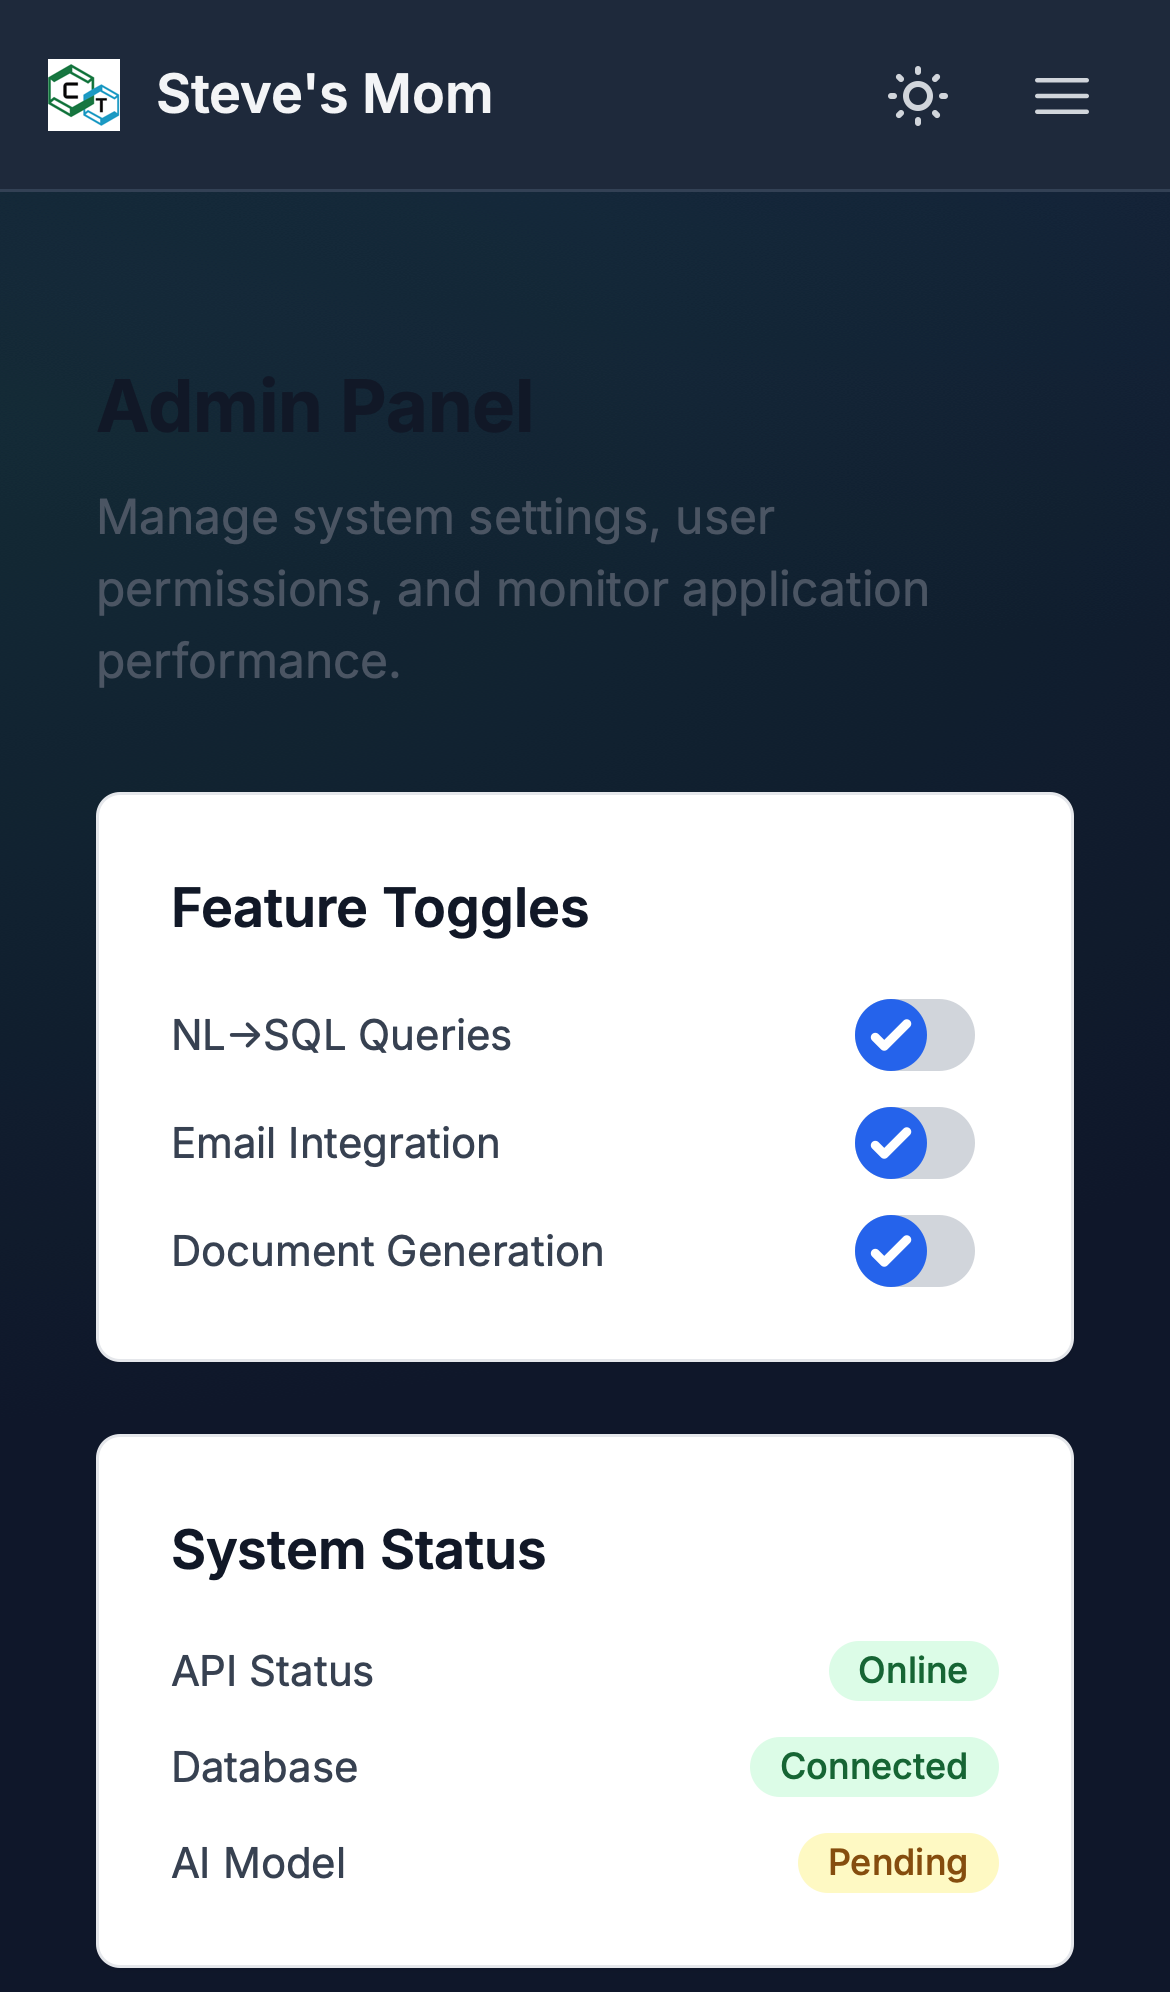 C
T
Steve's Mom
Admin Panel
Manage system settings, user
permissions, and monitor application
performance.
Feature Toggles
NL→SQL Queries
Email Integration
Document Generation
System Status
API Status Online
Database Connected
AI Model Pending